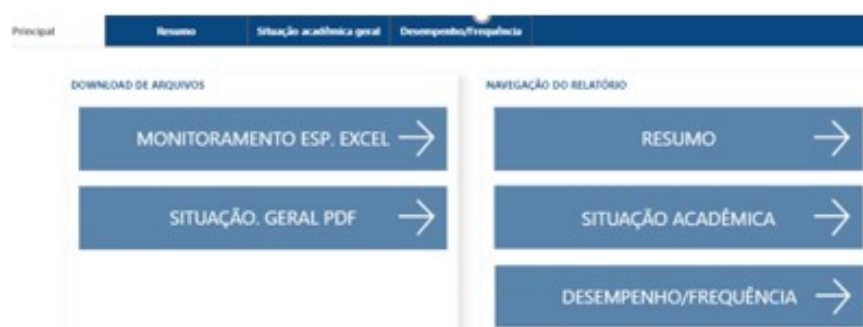 Principal Resumo Situação acadêmica geral Desempenho/Frequência
DOWNLOAD DE ARQUIVOS
MONITORAMENTO ESP. EXCEL
SITUAÇÃO. GERAL PDF
NAVEGAÇÃO DO RELATÓRIO
RESUMO
SITUAÇÃO ACADÊMICA
DESEMPENHO/FREQUÊNCIA